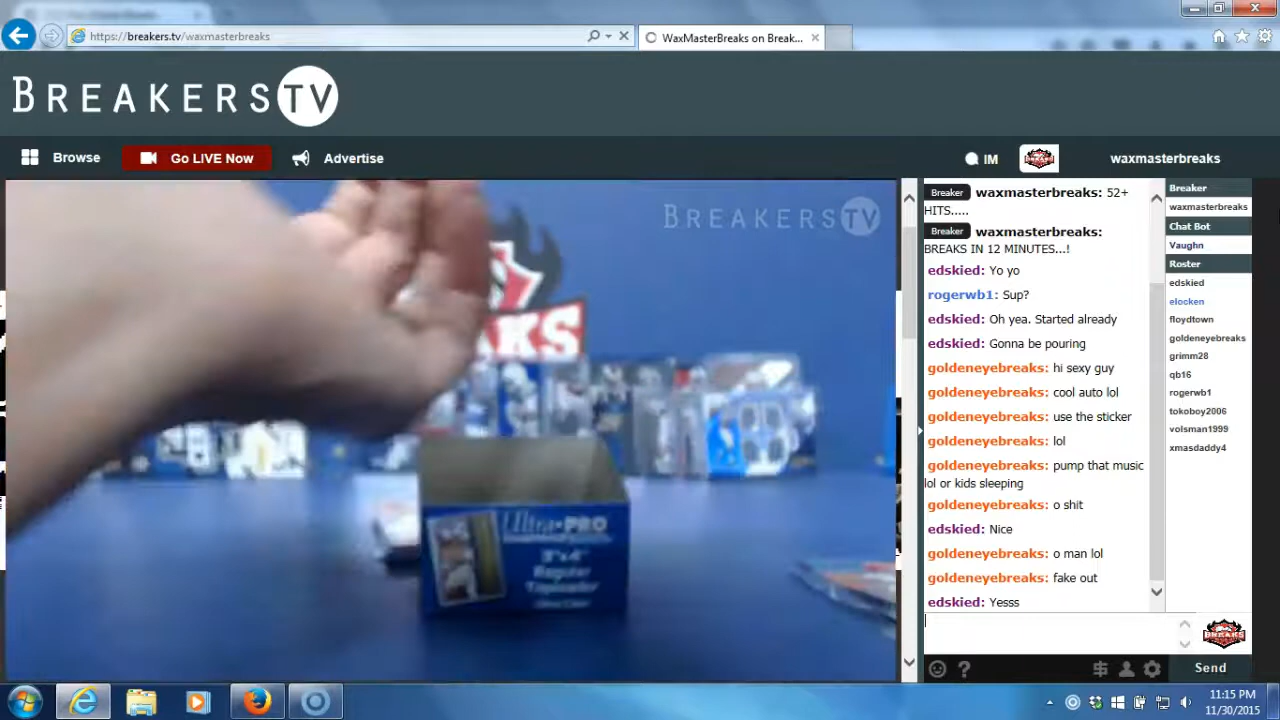 https://breakers.tv/waxmasterbreaks
WaxMasterBreaks on Break...
BREAKERSTV
Browse
Go LIVE Now
Advertise
IM
waxmasterbreaks
BREAKERSTV
Ultra•PRO
3"x4"
Regular
Toploader
Breaker waxmasterbreaks: 52+
HITS.....
Breaker waxmasterbreaks:
BREAKS IN 12 MINUTES...!
edskied: Yo yo
rogerwb1: Sup?
edskied: Oh yea. Started already
edskied: Gonna be pouring
goldeneyebreaks: hi sexy guy
goldeneyebreaks: cool auto lol
goldeneyebreaks: use the sticker
goldeneyebreaks: lol
goldeneyebreaks: pump that music
lol or kids sleeping
goldeneyebreaks: o shit
edskied: Nice
goldeneyebreaks: o man lol
goldeneyebreaks: fake out
edskied: Yesss
Breaker
waxmasterbreaks
Chat Bot
Vaughn
Roster
edskied
elocken
floydtown
goldeneyebreaks
grimm28
qb16
rogerwb1
tokoboy2006
volsman1999
xmasdaddy4
BREAKS
Send
11:15 PM
11/30/2015